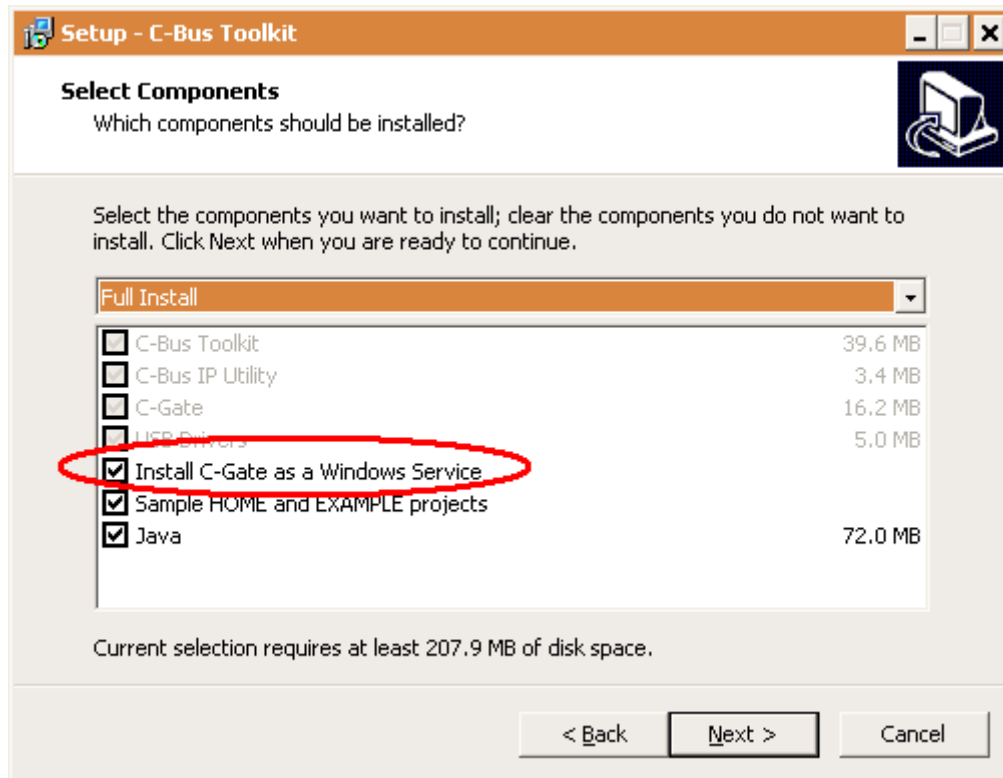 Setup - C-Bus Toolkit
Select Components
Which components should be installed?
Select the components you want to install; clear the components you do not want to
install. Click Next when you are ready to continue.
Full Install
C-Bus Toolkit 39.6 MB
C-Bus IP Utility 3.4 MB
C-Gate 16.2 MB
USB Drivers 5.0 MB
Install C-Gate as a Windows Service
Sample HOME and EXAMPLE projects
Java 72.0 MB
Current selection requires at least 207.9 MB of disk space.
< Back Next > Cancel